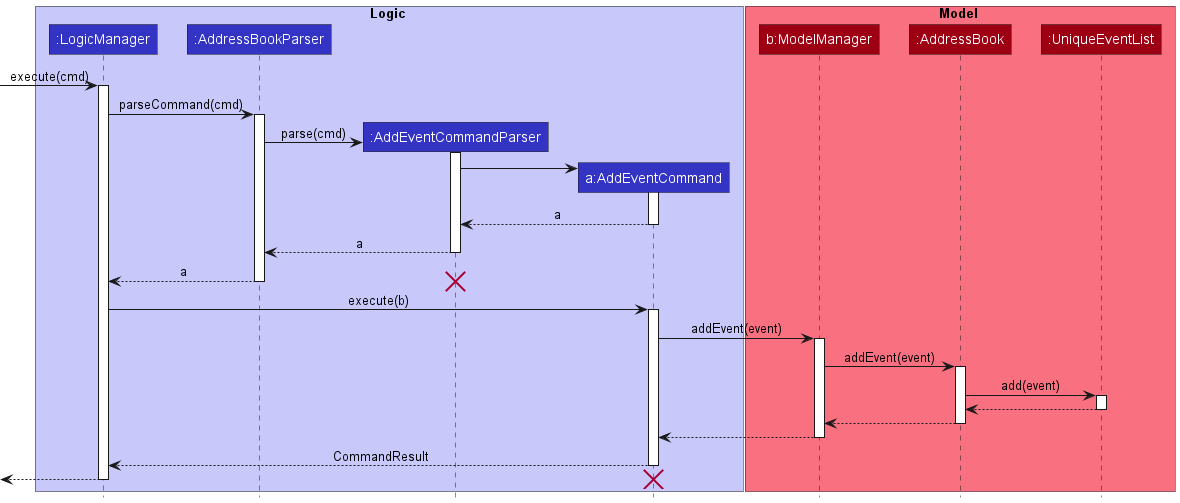 Logic
Model
:LogicManager
:AddressBookParser
b:ModelManager
:AddressBook
:UniqueEventList
execute(cmd)
parseCommand(cmd)
parse(cmd)
:AddEventCommandParser
a:AddEventCommand
a
a
a
execute(b)
addEvent(event)
addEvent(event)
add(event)
CommandResult